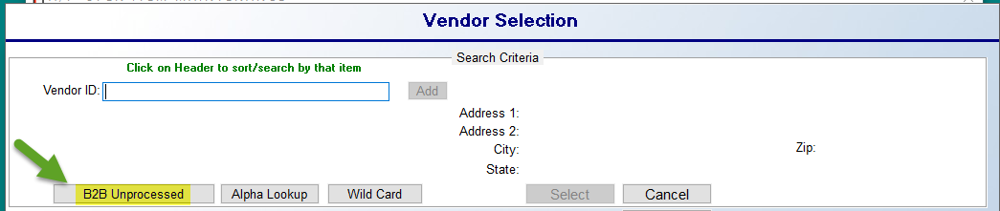 Vendor Selection
Search Criteria
Click on Header to sort/search by that item
Vendor ID: Add
Address 1:
Address 2:
City: Zip:
State:
B2B Unprocessed Alpha Lookup Wild Card Select Cancel